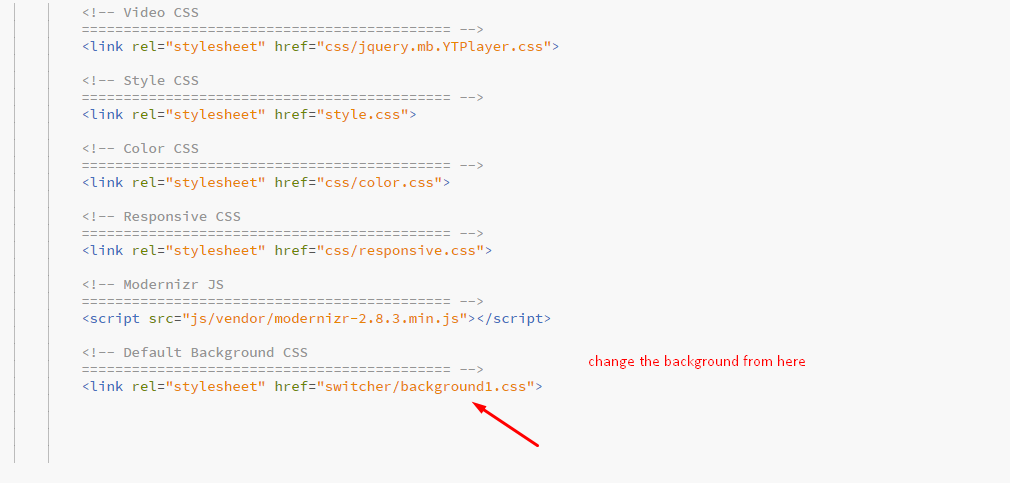 <!-- Video CSS
============================================ -->
<link rel="stylesheet" href="css/jquery.mb.YTPlayer.css">
<!-- Style CSS
============================================ -->
<link rel="stylesheet" href="style.css">
<!-- Color CSS
============================================ -->
<link rel="stylesheet" href="css/color.css">
<!-- Responsive CSS
============================================ -->
<link rel="stylesheet" href="css/responsive.css">
<!-- Modernizr JS
============================================ -->
<script src="js/vendor/modernizr-2.8.3.min.js"></script>
<!-- Default Background CSS
change the background from here
============================================ -->
<link rel="stylesheet" href="switcher/background1.css">